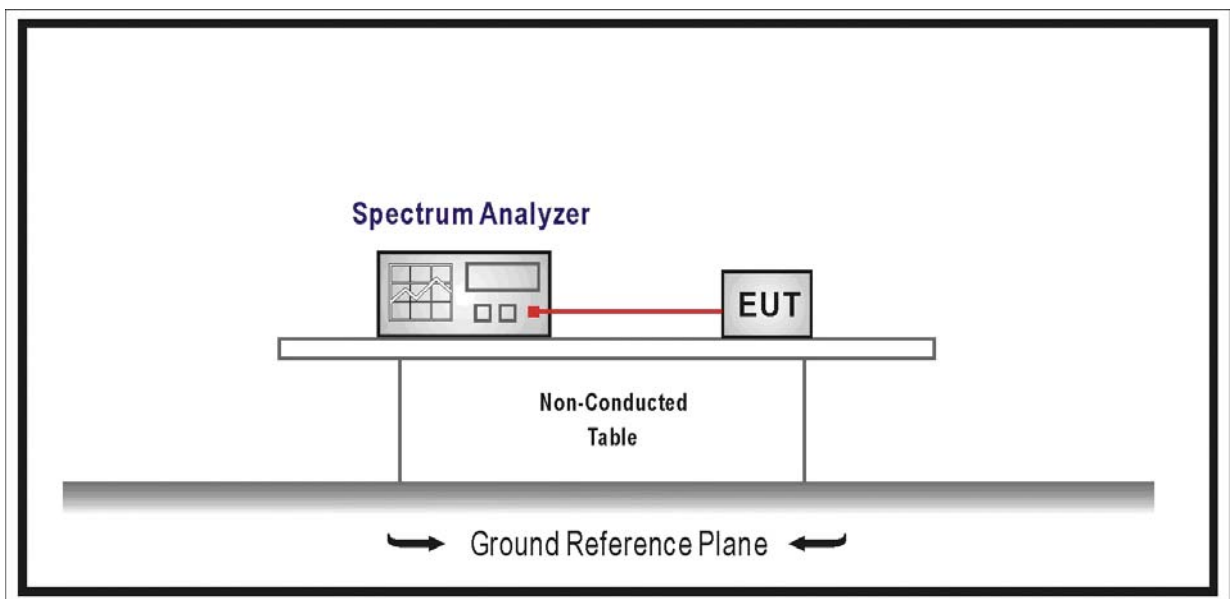 Spectrum Analyzer
EUT
Non-Conducted
Table
Ground Reference Plane